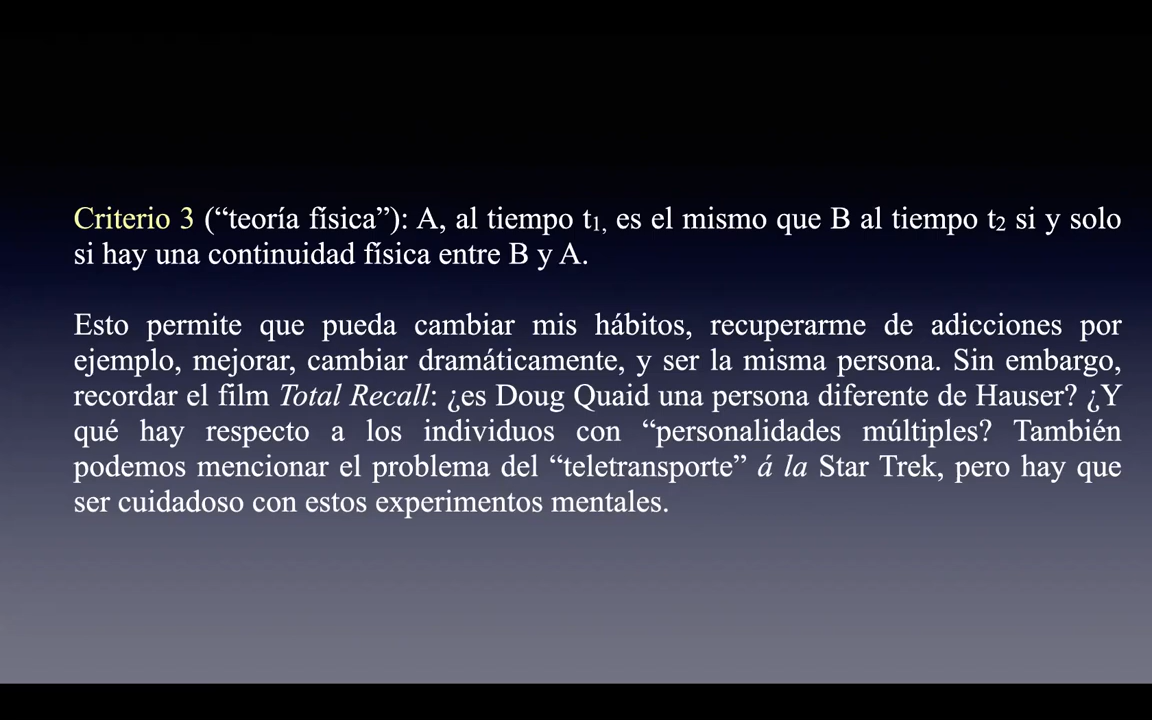 Criterio 3 (“teoría física”): A, al tiempo t1, es el mismo que B al tiempo t2 si y solo
si hay una continuidad física entre B y A.
Esto permite que pueda cambiar mis hábitos, recuperarme de adicciones por
ejemplo, mejorar, cambiar dramáticamente, y ser la misma persona. Sin embargo,
recordar el film Total Recall: ¿es Doug Quaid una persona diferente de Hauser? ¿Y
qué hay respecto a los individuos con “personalidades múltiples? También
podemos mencionar el problema del “teletransporte” á la Star Trek, pero hay que
ser cuidadoso con estos experimentos mentales.